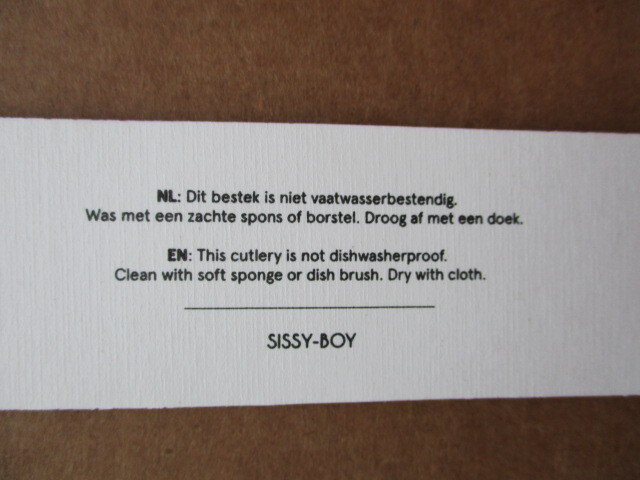 NL: Dit bestek is niet vaatwasserbestendig.
Was met een zachte spons of borstel. Droog af met een doek.
EN: This cutlery is not dishwasherproof.
Clean with soft sponge or dish brush. Dry with cloth.
SISSY-BOY